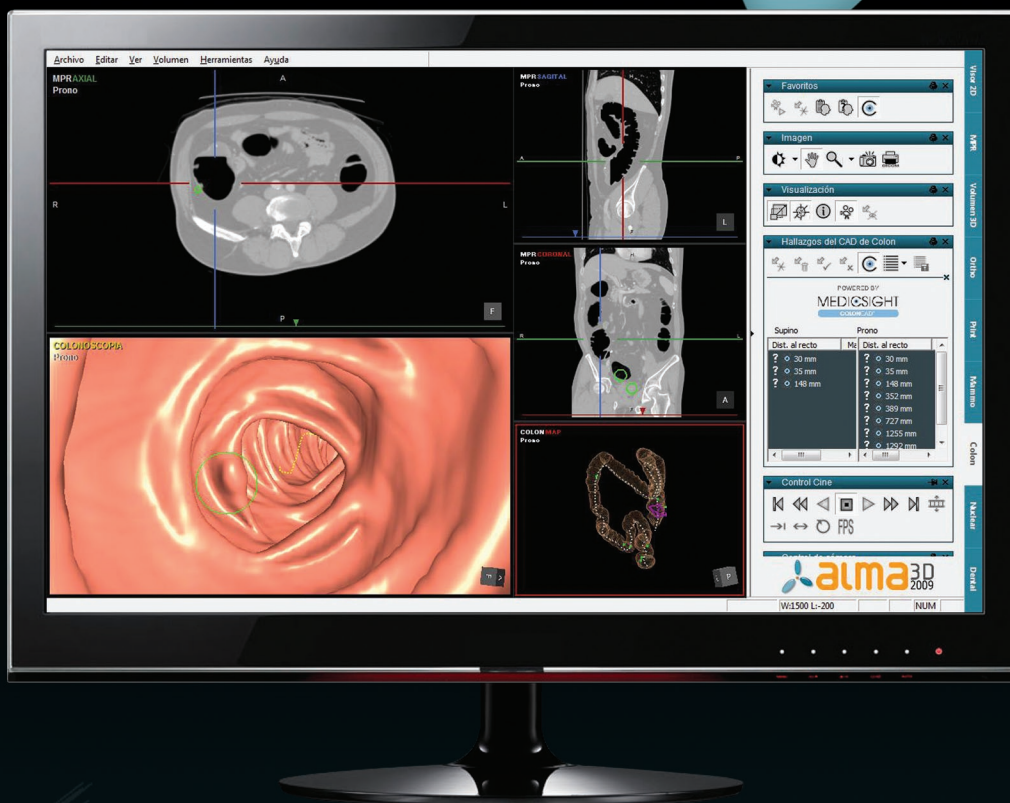 Archivo Editar Ver Volumen Herramientas Ayuda
MPR AXIAL
Prono
A
R
L
P
F
MPR SAGITAL
Prono
H
A
P
L
MPR CORONAL
Prono
H
R
L
A
COLONOSCOPIA
Prono
COLON MAP
Prono
P
Favoritos
Imagen
Visualización
Hallazgos del CAD de Colon
POWERED BY
MEDICSIGHT
COLONCAD
Supino
Dist. al recto
? 30 mm
? 35 mm
? 148 mm
Prono
Dist. al recto
? 30 mm
? 35 mm
? 148 mm
? 352 mm
? 389 mm
? 727 mm
? 1255 mm
? 1292 mm
Control Cine
FPS
alma3D
2009
W:1500 L:-200
NUM
Visor 2D
MPR
Volumen 3D
Ortho
Print
Mammo
Colon
Nuclear
Dental